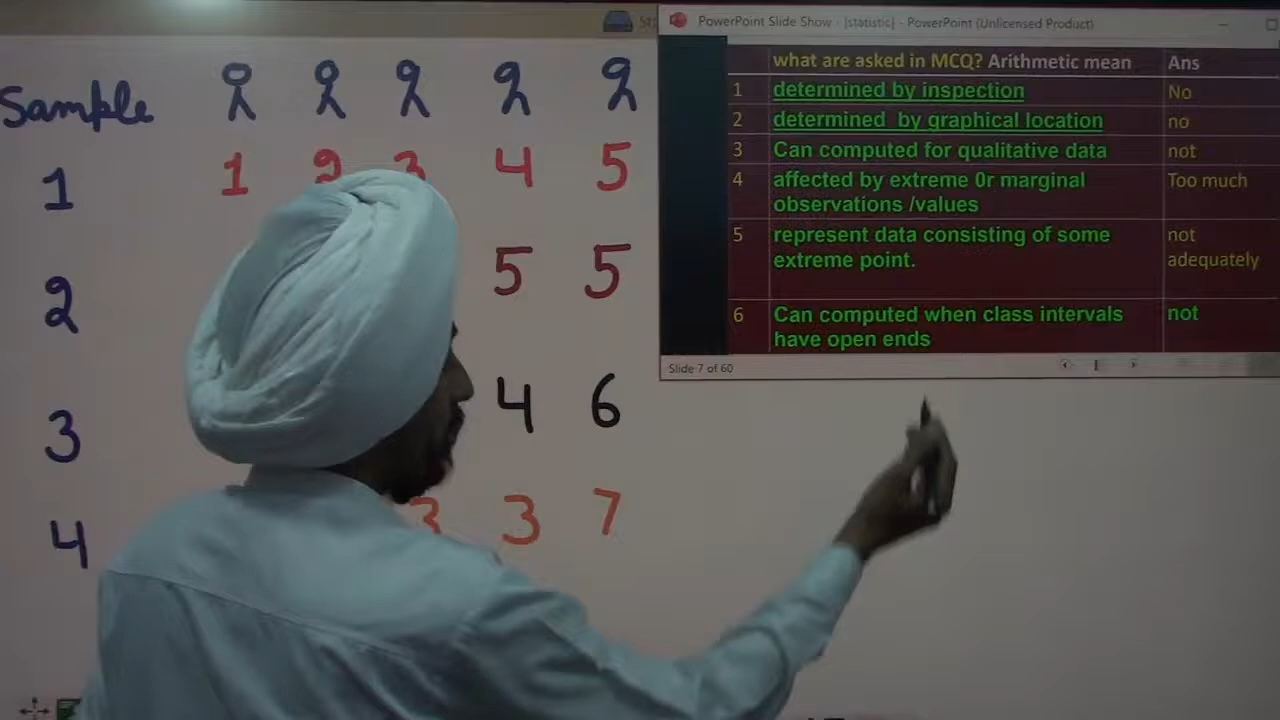 Sample
1 1 2 3 4 5
2 5 5
3 4 6
4 3 3 7
PowerPoint Slide Show - [statistic] - PowerPoint (Unlicensed Product)
what are asked in MCQ? Arithmetic mean Ans
1 determined by inspection No
2 determined by graphical location no
3 Can computed for qualitative data not
4 affected by extreme 0r marginal Too much
observations /values
5 represent data consisting of some not
extreme point. adequately
6 Can computed when class intervals not
have open ends
Slide 7 of 60